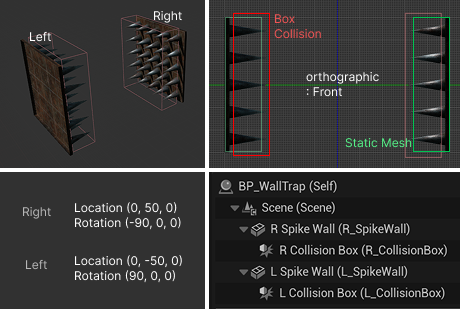 Left
Right
Box
Collision
orthographic
: Front
Static Mesh
Right
Location (0, 50, 0)
Rotation (-90, 0, 0)
Left
Location (0, -50, 0)
Rotation (90, 0, 0)
BP_WallTrap (Self)
Scene (Scene)
R Spike Wall (R_SpikeWall)
R Collision Box (R_CollisionBox)
L Spike Wall (L_SpikeWall)
L Collision Box (L_CollisionBox)